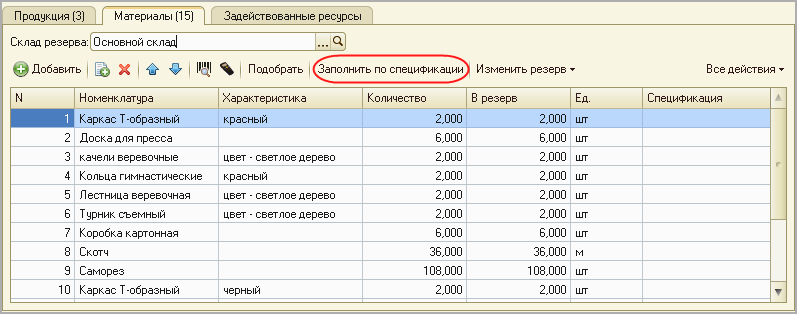 Продукция (3) Материалы (15) Задействованные ресурсы
Склад резерва: Основной склад ...
Добавить Подобрать Заполнить по спецификации Изменить резерв Все действия
N Номенклатура Характеристика Количество В резерв Ед. Спецификация
1 Каркас Т-образный красный 2,000 2,000 шт
2 Доска для пресса 6,000 6,000 шт
3 качели веревочные цвет - светлое дерево 2,000 2,000 шт
4 Кольца гимнастические красный 2,000 2,000 шт
5 Лестница веревочная цвет - светлое дерево 2,000 2,000 шт
6 Турник съемный цвет - светлое дерево 2,000 2,000 шт
7 Коробка картонная 6,000 6,000 шт
8 Скотч 36,000 36,000 м
9 Саморез 108,000 108,000 шт
10 Каркас Т-образный черный 2,000 2,000 шт